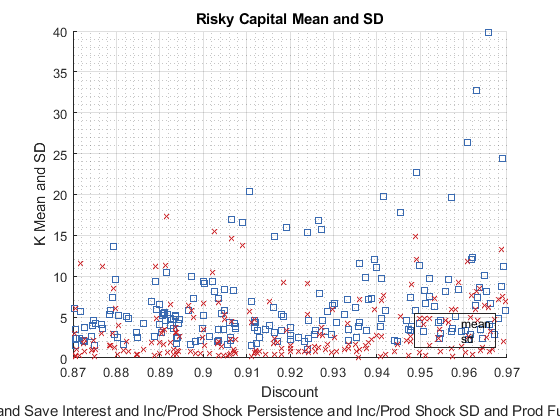 Risky Capital Mean and SD
40
35
30
25
20
15
10
5
0
K Mean and SD
mean
sd
0.87 0.88 0.89 0.9 0.91 0.92 0.93 0.94 0.95 0.96 0.97
Discount
and Save Interest and Inc/Prod Shock Persistence and Inc/Prod Shock SD and Prod Fu